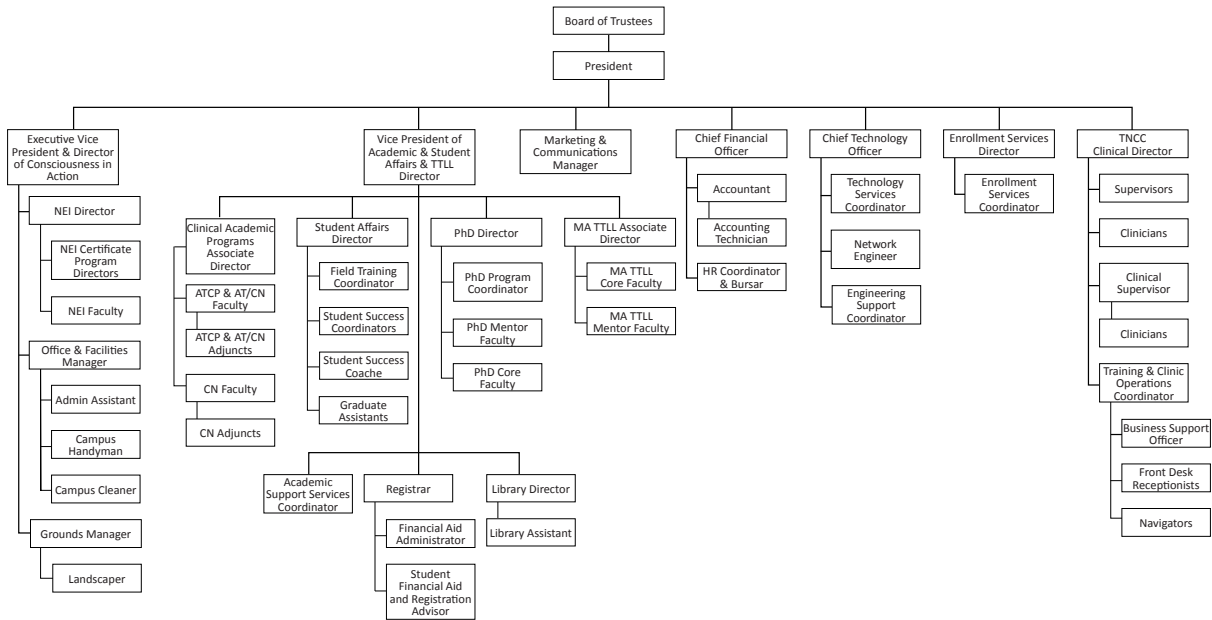 Board of Trustees
President
Executive Vice
President & Director
of Consciousness in
Action
Vice President of
Academic & Student
Affairs & TTLL
Director
Marketing &
Communications
Manager
Chief Financial
Officer
Chief Technology
Officer
Enrollment Services
Director
TNCC
Clinical Director
NEI Director
NEI Certificate
Program
Directors
NEI Faculty
Office & Facilities
Manager
Admin Assistant
Campus
Handyman
Campus Cleaner
Grounds Manager
Landscaper
Clinical Academic
Programs
Associate
Director
ATCP & AT/CN
Faculty
ATCP & AT/CN
Adjuncts
CN Faculty
CN Adjuncts
Student Affairs
Director
Field Training
Coordinator
Student Success
Coordinators
Student Success
Coache
Graduate
Assistants
PhD Director
PhD Program
Coordinator
PhD Mentor
Faculty
PhD Core
Faculty
MA TTLL Associate
Director
MA TTLL
Core Faculty
MA TTLL
Mentor Faculty
Academic
Support Services
Coordinator
Registrar
Financial Aid
Administrator
Student
Financial Aid
and Registration
Advisor
Library Director
Library Assistant
Accountant
Accounting
Technician
HR Coordinator
& Bursar
Technology
Services
Coordinator
Network
Engineer
Engineering
Support
Coordinator
Enrollment
Services
Coordinator
Supervisors
Clinicians
Clinical
Supervisor
Clinicians
Training & Clinic
Operations
Coordinator
Business Support
Officer
Front Desk
Receptionists
Navigators